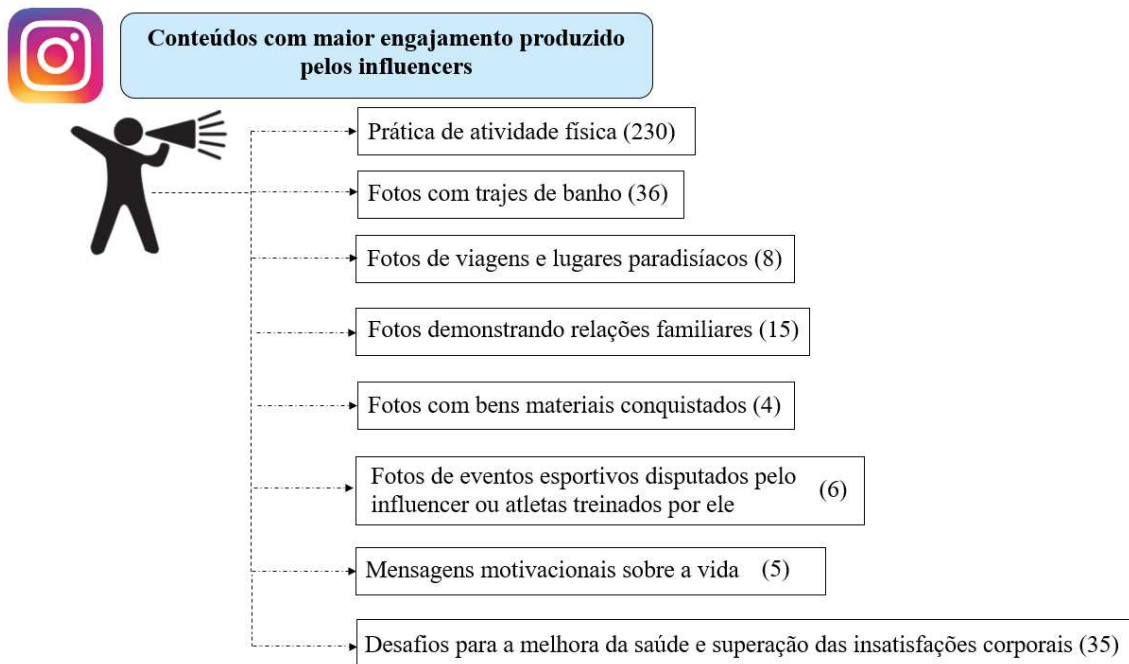 Conteúdos com maior engajamento produzido
pelos influencers
Prática de atividade física (230)
Fotos com trajes de banho (36)
Fotos de viagens e lugares paradisíacos (8)
Fotos demonstrando relações familiares (15)
Fotos com bens materiais conquistados (4)
Fotos de eventos esportivos disputados pelo
influencer ou atletas treinados por ele (6)
Mensagens motivacionais sobre a vida (5)
Desafios para a melhora da saúde e superação das insatisfações corporais (35)